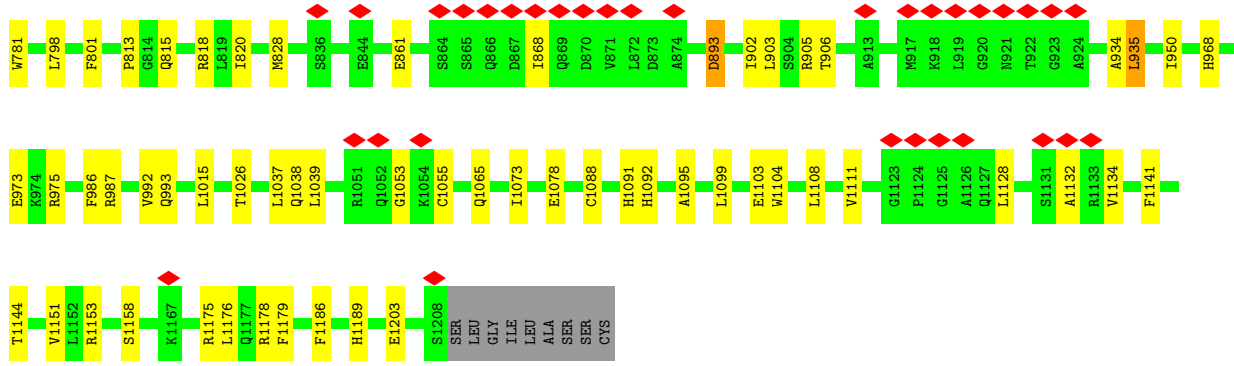 W781 L798 F801 P813 G814 Q815 R818 L819 I820 M828 S836 E844 E861 S864 S865 Q866 D867 I868 Q869 D870 V871 L872 D873 A874 D893 I902 L903 S904 R905 T906 A913 M917 K918 L919 G920 N921 T922 G923 A924 A934 L935 I950 H968
E973 K974 R975 F986 R987 V992 Q993 L1015 T1026 L1037 Q1038 L1039 R1051 Q1052 G1053 K1054 C1055 Q1065 I1073 E1078 C1088 H1091 H1092 A1095 L1099 E1103 W1104 L1108 V1111 G1123 P1124 G1125 A1126 Q1127 L1128 S1131 A1132 R1133 V1134 F1141
T1144 V1151 L1152 R1153 S1158 K1167 R1175 L1176 Q1177 R1178 F1179 F1186 H1189 E1203 S1208 SER LEU GLY ILE LEU ALA SER SER CYS